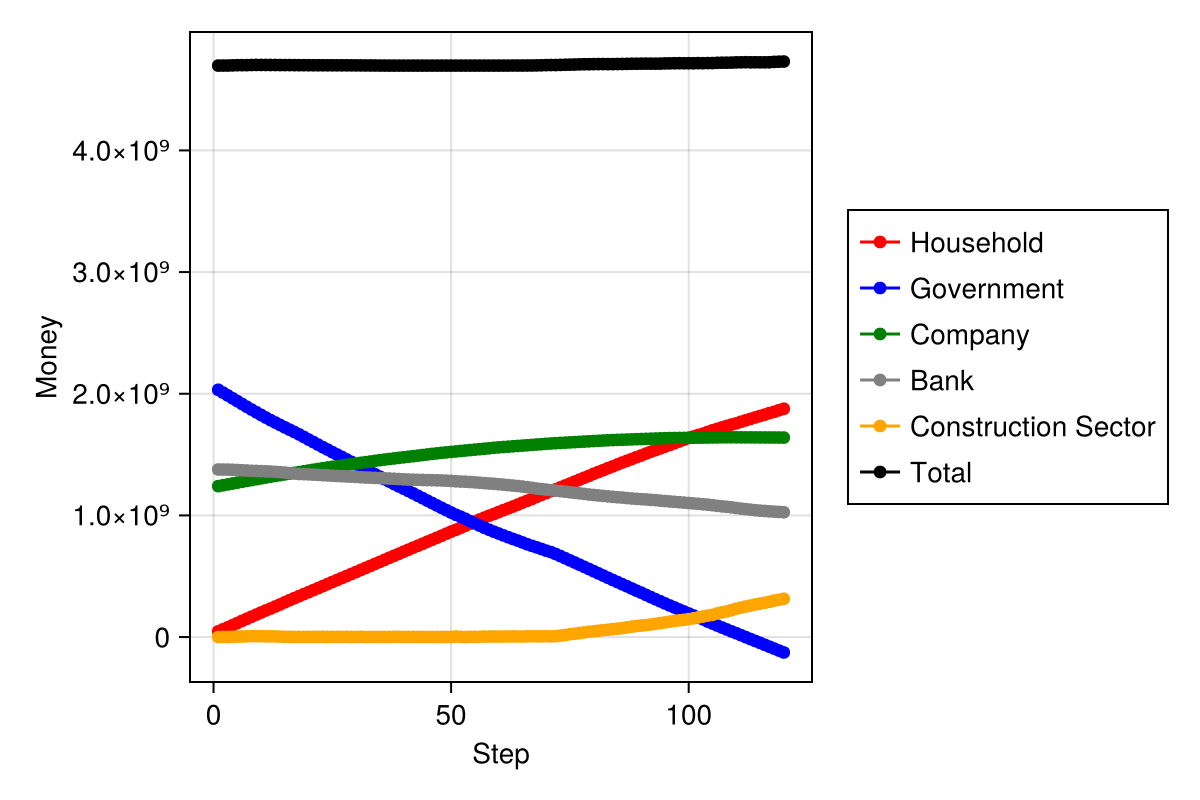 4.0×10⁹
3.0×10⁹
2.0×10⁹
1.0×10⁹
0
Money
0 50 100
Step
Household
Government
Company
Bank
Construction Sector
Total